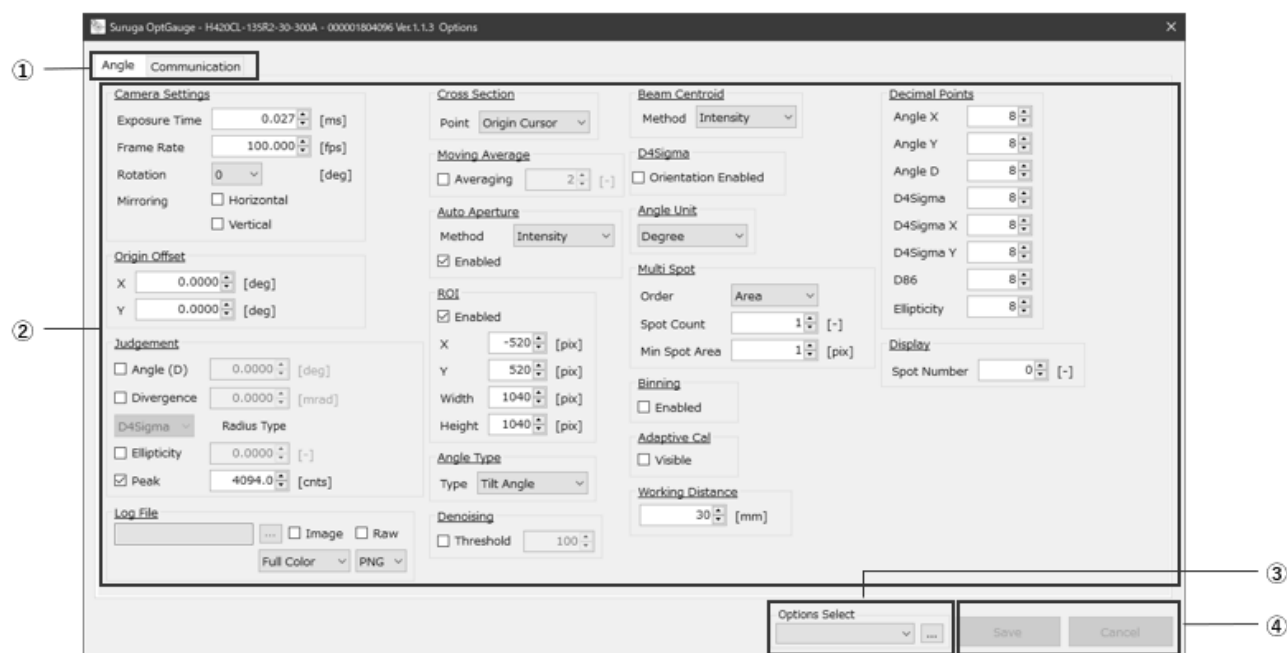 Suruga OptGauge - H420CL-135R2-30-300A - 000001804096 Ver.1.1.3 Options
①
Angle Communication
②
Camera Settings
Exposure Time 0.027 [ms]
Frame Rate 100.000 [fps]
Rotation 0 [deg]
Mirroring Horizontal
Vertical
Origin Offset
X 0.0000 [deg]
Y 0.0000 [deg]
Judgement
Angle (D) 0.0000 [deg]
Divergence 0.0000 [mrad]
D4Sigma Radius Type
Ellipticity 0.0000 [-]
Peak 4094.0 [cnts]
Log File
... Image Raw
Full Color PNG
Cross Section
Point Origin Cursor
Moving Average
Averaging 2 [-]
Auto Aperture
Method Intensity
Enabled
ROI
Enabled
X -520 [pix]
Y 520 [pix]
Width 1040 [pix]
Height 1040 [pix]
Angle Type
Type Tilt Angle
Denoising
Threshold 100
Beam Centroid
Method Intensity
D4Sigma
Orientation Enabled
Angle Unit
Degree
Multi Spot
Order Area
Spot Count 1 [-]
Min Spot Area 1 [pix]
Binning
Enabled
Adaptive Cal
Visible
Working Distance
30 [mm]
Decimal Points
Angle X 8
Angle Y 8
Angle D 8
D4Sigma 8
D4Sigma X 8
D4Sigma Y 8
D86 8
Ellipticity 8
Display
Spot Number 0 [-]
③
Options Select
...
④
Save Cancel